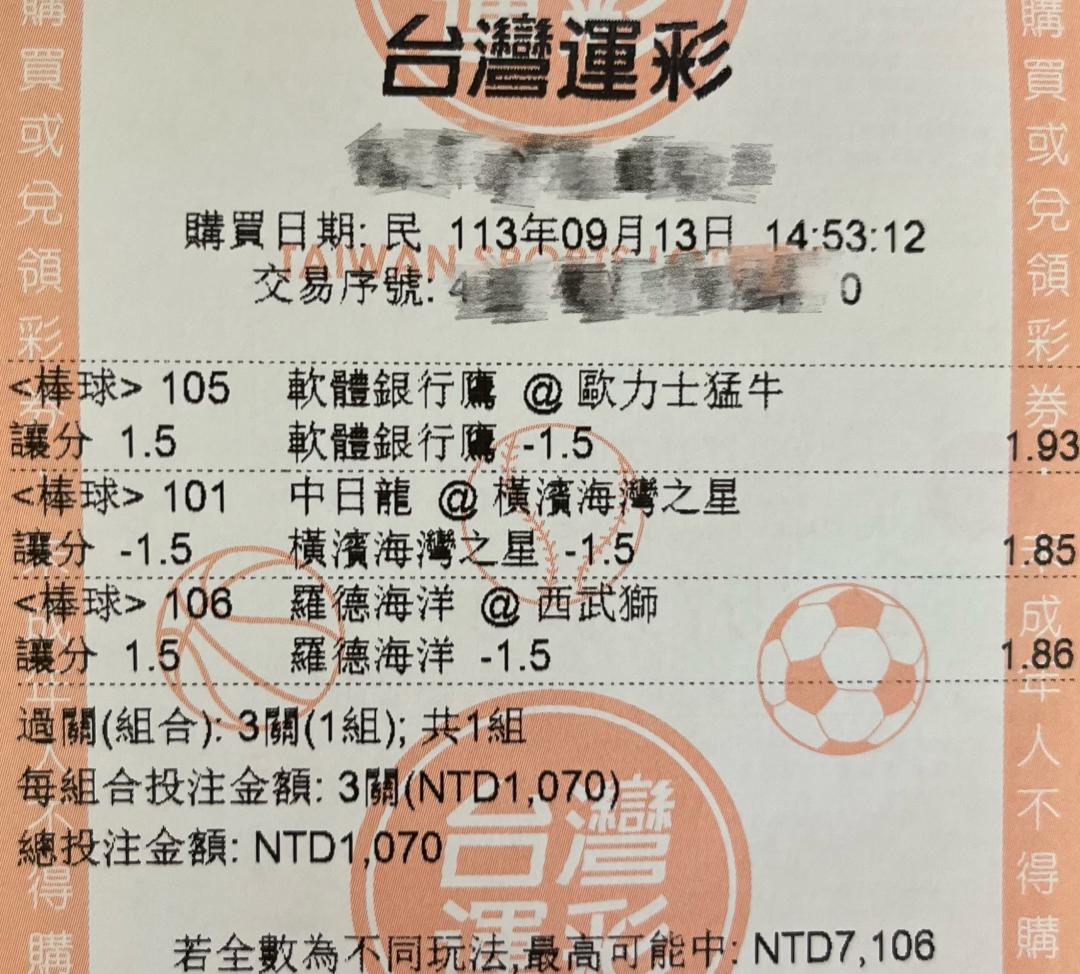 台灣運彩
購買日期: 民 113年09月13日 14:53:12
TAIWAN SPORTS
交易序號: 0
<棒球> 105 軟體銀行鷹 @ 歐力士猛牛
讓分 1.5 軟體銀行鷹 -1.5 1.93
<棒球> 101 中日龍 @ 橫濱海灣之星
讓分 -1.5 橫濱海灣之星 -1.5 1.85
<棒球> 106 羅德海洋 @ 西武獅
讓分 1.5 羅德海洋 -1.5 1.86
過關(組合): 3關(1組); 共1組
每組合投注金額: 3關(NTD1,070)
總投注金額: NTD1,070
台灣
運彩
若全數為不同玩法,最高可能中: NTD7,106
購買或兌領彩
得購
購買或兌領彩券
成年人不得購